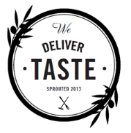 We
DELIVER
· TASTE ·
SPROUTED 2013